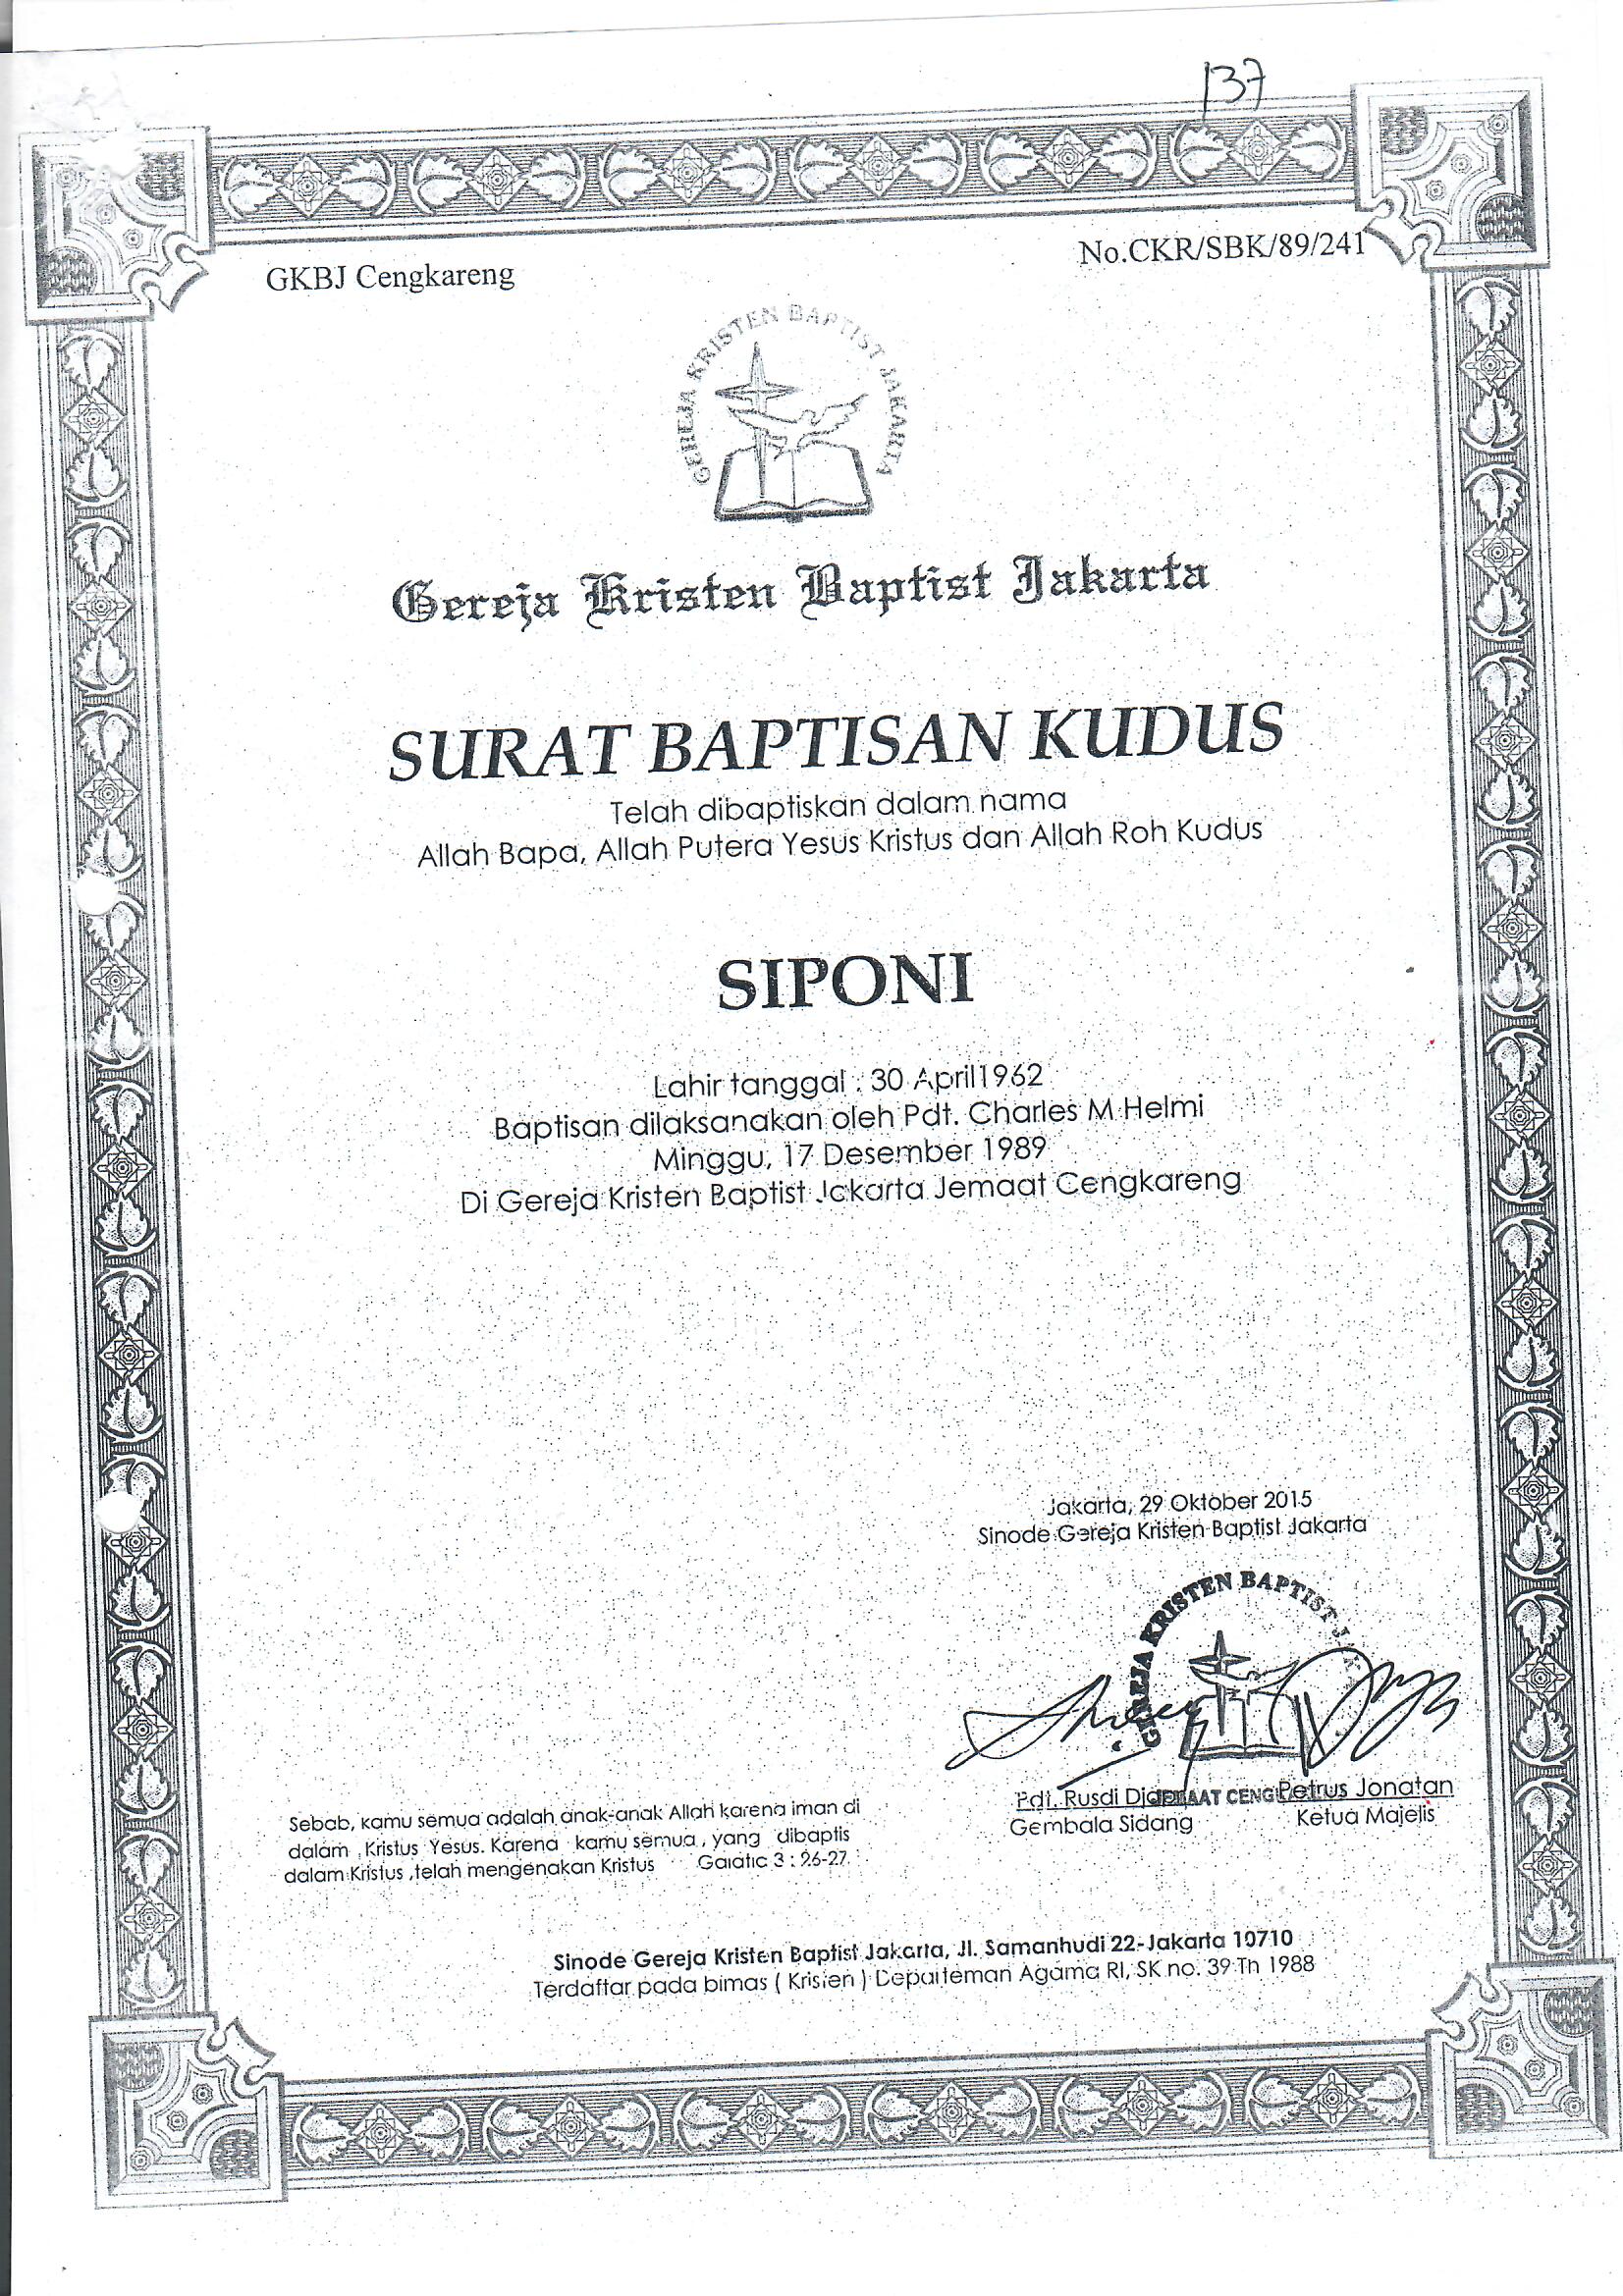 137
GKBJ Cengkareng
No.CKR/SBK/89/241
GEREJA KRISTEN BAPTIST JAKARTA
Gereja Kristen Baptist Jakarta
SURAT BAPTISAN KUDUS
Telah dibaptiskan dalam nama
Allah Bapa, Allah Putera Yesus Kristus dan Allah Roh Kudus
SIPONI
Lahir tanggal : 30 April1962
Baptisan dilaksanakan oleh Pdt. Charles M Helmi
Minggu, 17 Desember 1989
Di Gereja Kristen Baptist Jakarta Jemaat Cengkareng
Jakarta, 29 Oktober 2015
Sinode Gereja Kristen Baptist Jakarta
GEREJA KRISTEN BAPTIST
Pdt. Rusdi
Petrus Jonatan
Gembala Sidang
Ketua Majelis
Sebab, kamu semua adalah anak-anak Allah karena iman di
dalam Kristus Yesus. Karena kamu semua , yang dibaptis
dalam Kristus ,telah mengenakan Kristus Galatia 3 : 26-27
Sinode Gereja Kristen Baptist Jakarta, Jl. Samanhudi 22-Jakarta 10710
Terdaftar pada bimas ( Kristen ) Departeman Agama RI, SK no. 39 Th 1988